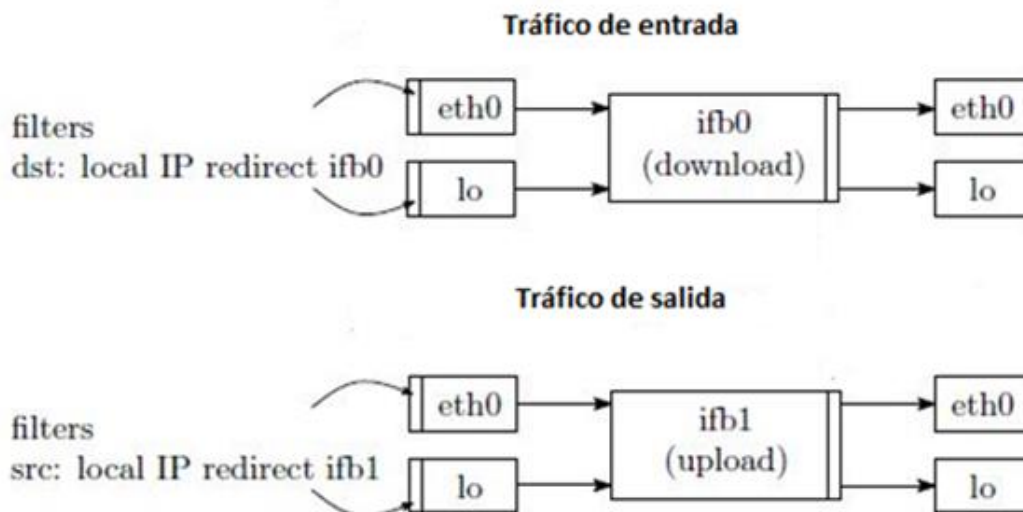 Tráfico de entrada
filters
dst: local IP redirect ifb0
eth0
lo
ifb0
(download)
eth0
lo
Tráfico de salida
filters
src: local IP redirect ifb1
eth0
lo
ifb1
(upload)
eth0
lo